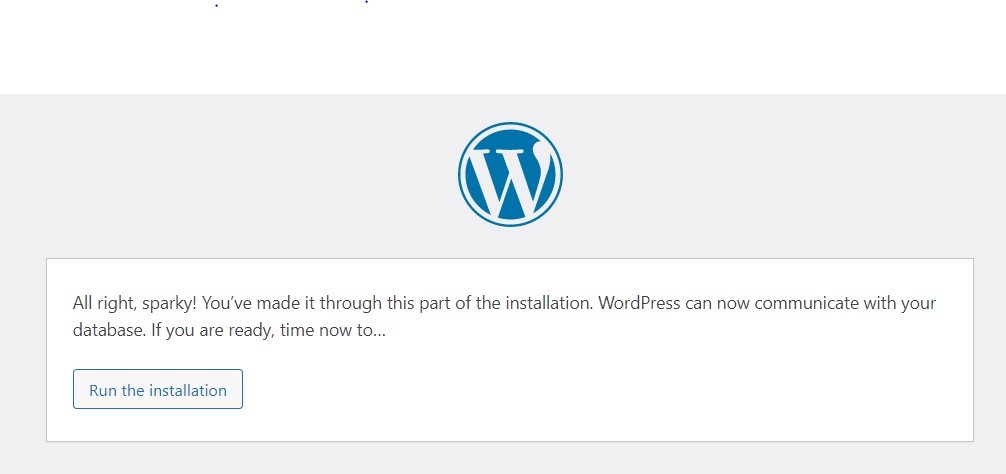 All right, sparky! You’ve made it through this part of the installation. WordPress can now communicate with your
database. If you are ready, time now to…
Run the installation